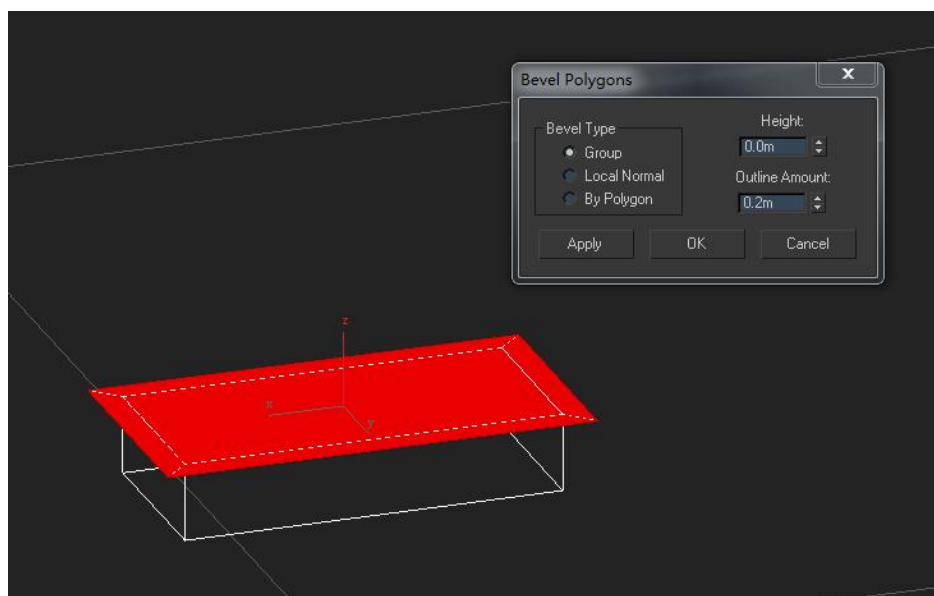 Bevel Polygons
x
Bevel Type
Group
Local Normal
By Polygon
Height:
0.0m
Outline Amount:
0.2m
Apply
OK
Cancel
z
x
y